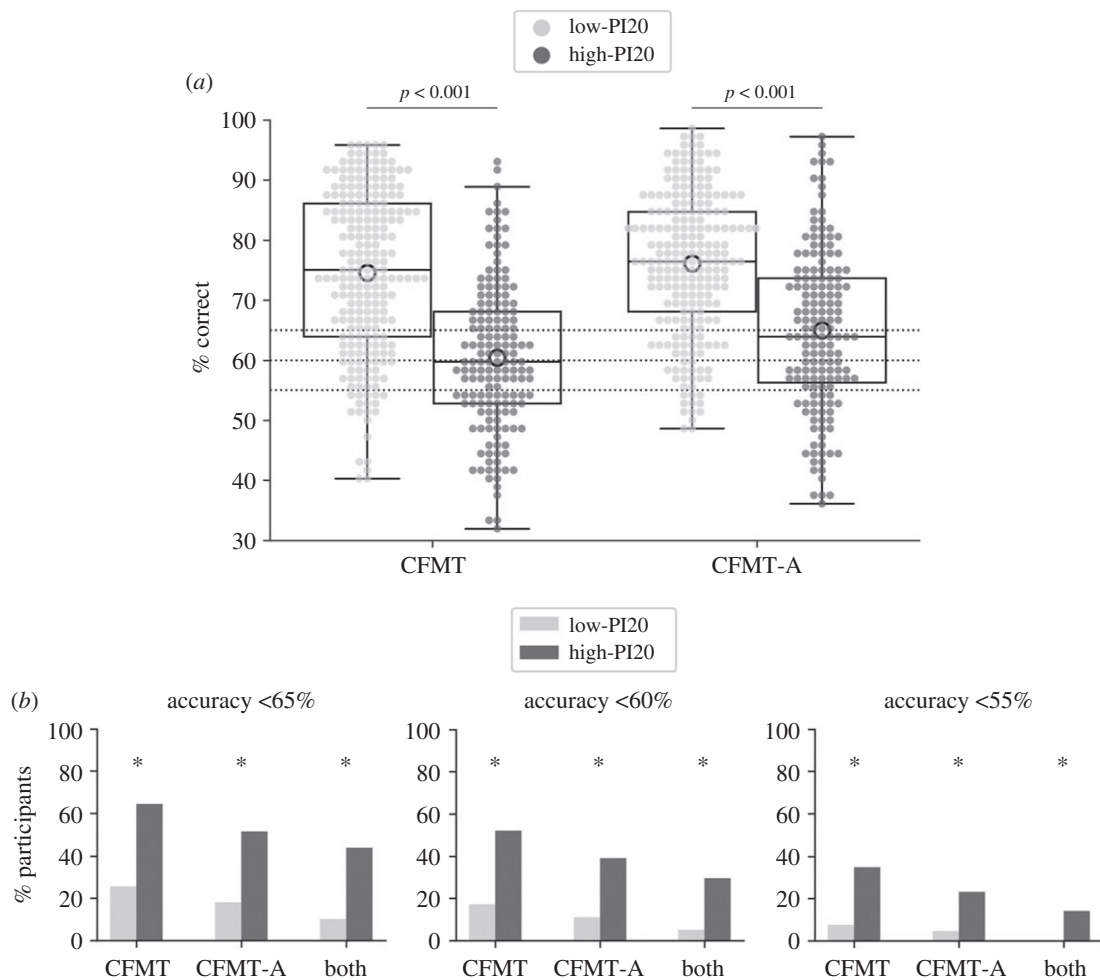 low-PI20
high-PI20
(a)
p < 0.001
p < 0.001
100
90
80
70
60
50
40
30
% correct
CFMT
CFMT-A
low-PI20
high-PI20
(b)
accuracy <65%
accuracy <60%
accuracy <55%
% participants
100
80
60
40
20
0
* * *
CFMT CFMT-A both
100
80
60
40
20
0
* * *
CFMT CFMT-A both
100
80
60
40
20
0
* * *
CFMT CFMT-A both